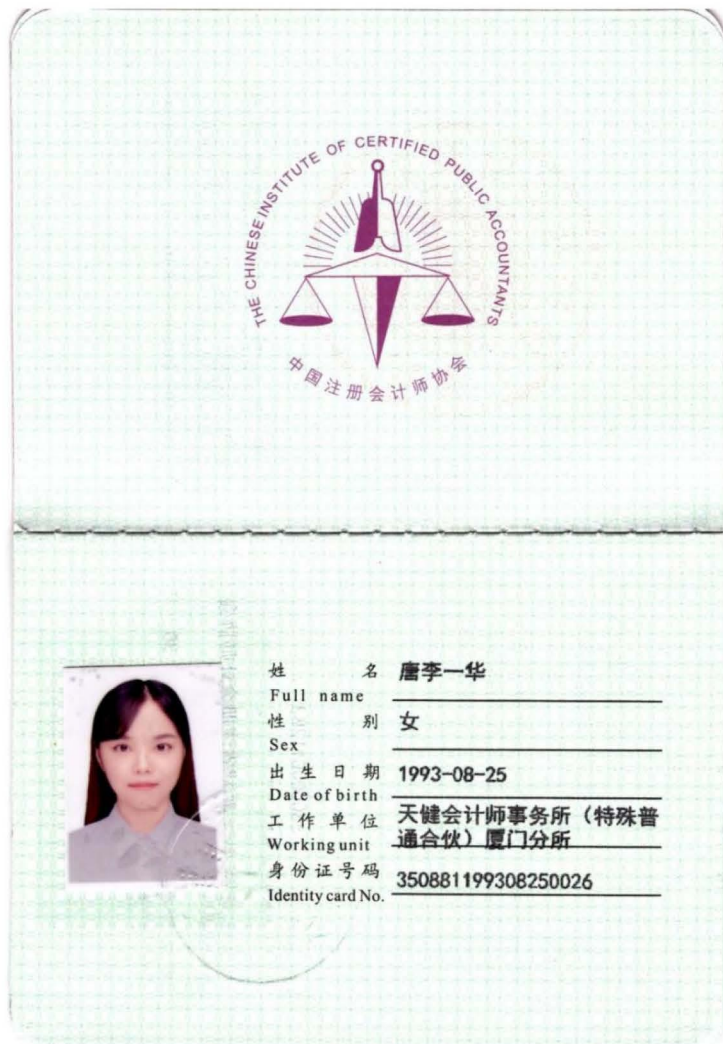 THE CHINESE INSTITUTE OF CERTIFIED PUBLIC ACCOUNTANTS
中国注册会计师协会
姓 名 唐李一华
Full name
性 别 女
Sex
出生日期 1993-08-25
Date of birth
工作单位 天健会计师事务所（特殊普
Working unit 通合伙）厦门分所
身份证号码 350881199308250026
Identity card No.